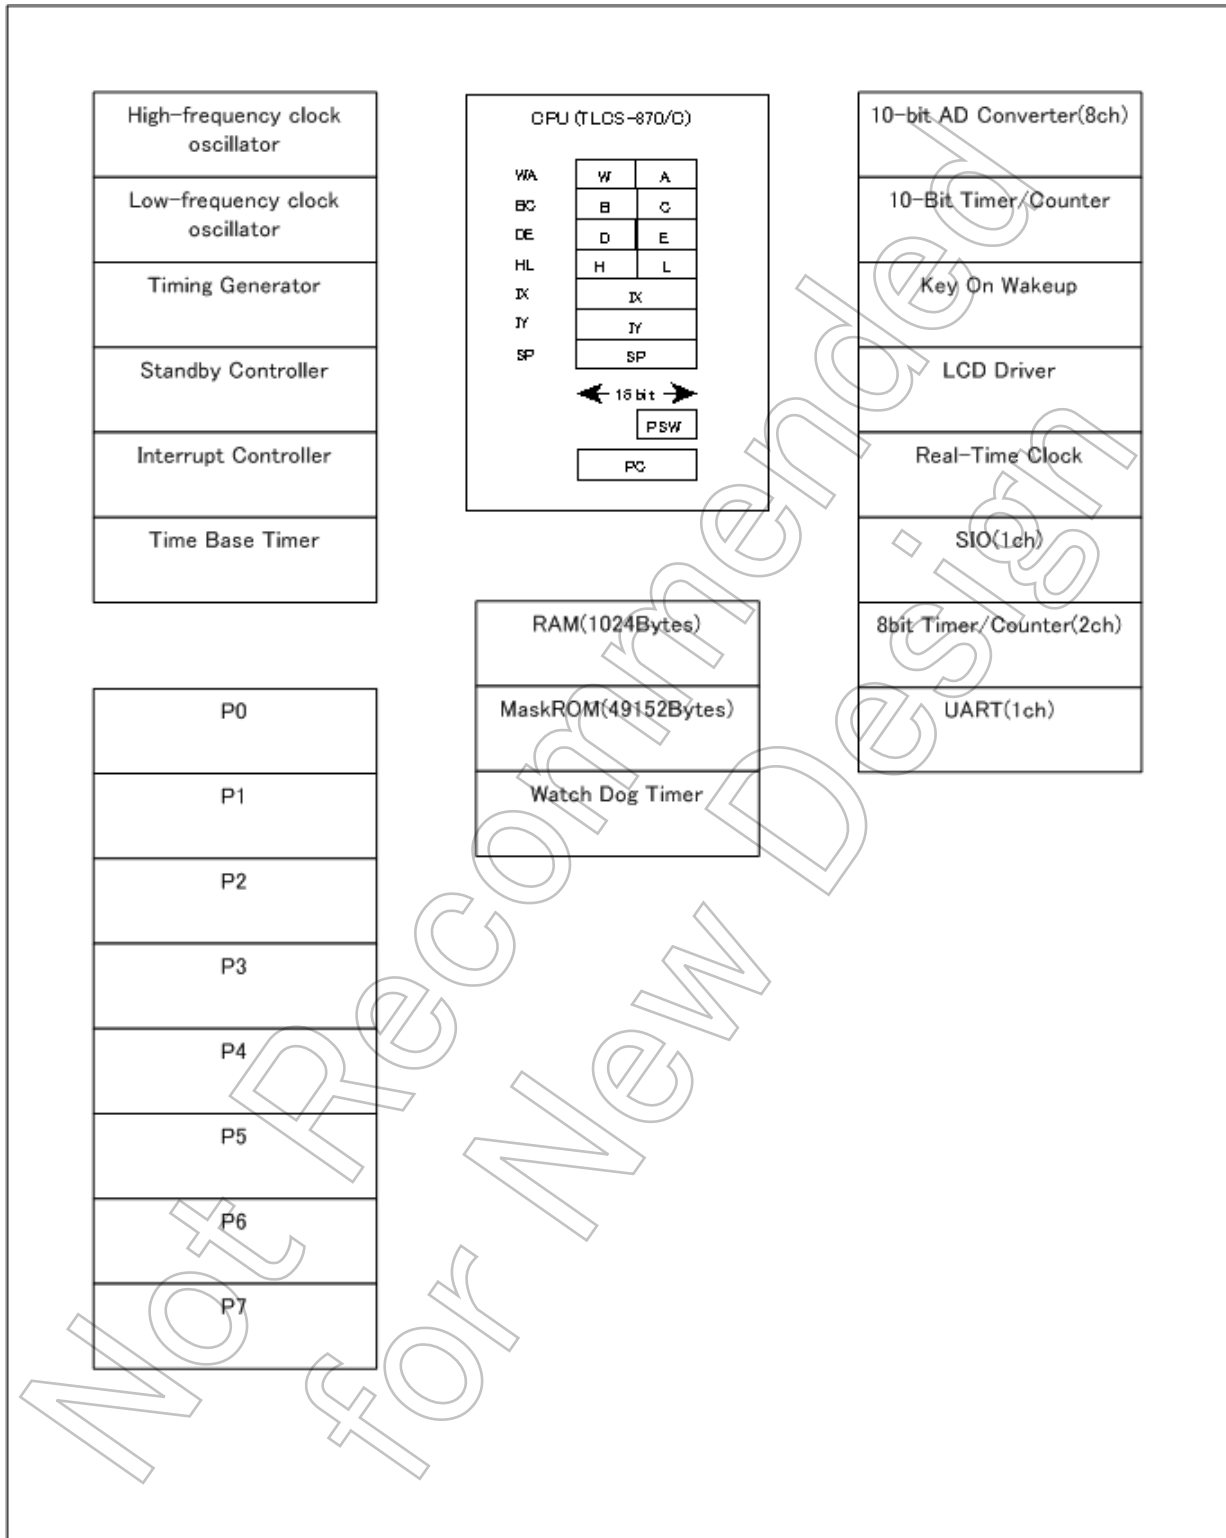 High-frequency clock
oscillator
Low-frequency clock
oscillator
Timing Generator
Standby Controller
Interrupt Controller
Time Base Timer
P0
P1
P2
P3
P4
P5
P6
P7
CPU (TLCS-870/C)
WA W A
BC B C
DE D E
HL H L
IX IX
IY IY
SP SP
16 bit
PSW
PC
RAM(1024Bytes)
MaskROM(49152Bytes)
Watch Dog Timer
10-bit AD Converter(8ch)
10-Bit Timer/Counter
Key On Wakeup
LCD Driver
Real-Time Clock
SIO(1ch)
8bit Timer/Counter(2ch)
UART(1ch)
Not Recommended
for New Design